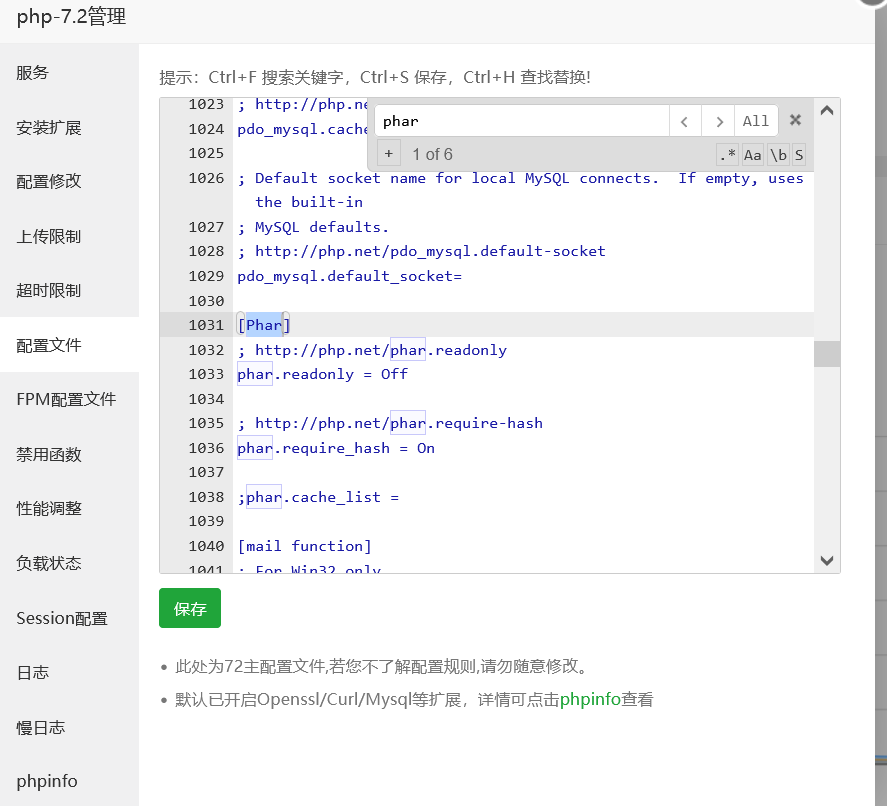 php-7.2管理
服务
安装扩展
配置修改
上传限制
超时限制
配置文件
FPM配置文件
禁用函数
性能调整
负载状态
Session配置
日志
慢日志
phpinfo
提示：Ctrl+F 搜索关键字，Ctrl+S 保存，Ctrl+H 查找替换!
phar
All
+ 1 of 6
.* Aa \b S
1023 ; http://php.ne
1024 pdo_mysql.cache
1025
1026 ; Default socket name for local MySQL connects.  If empty, uses
the built-in
1027 ; MySQL defaults.
1028 ; http://php.net/pdo_mysql.default-socket
1029 pdo_mysql.default_socket=
1030
1031 [Phar]
1032 ; http://php.net/phar.readonly
1033 phar.readonly = Off
1034
1035 ; http://php.net/phar.require-hash
1036 phar.require_hash = On
1037
1038 ;phar.cache_list =
1039
1040 [mail function]
1041 ; For Win32 only.
保存
此处为72主配置文件,若您不了解配置规则,请勿随意修改。
默认已开启Openssl/Curl/Mysql等扩展，详情可点击phpinfo查看